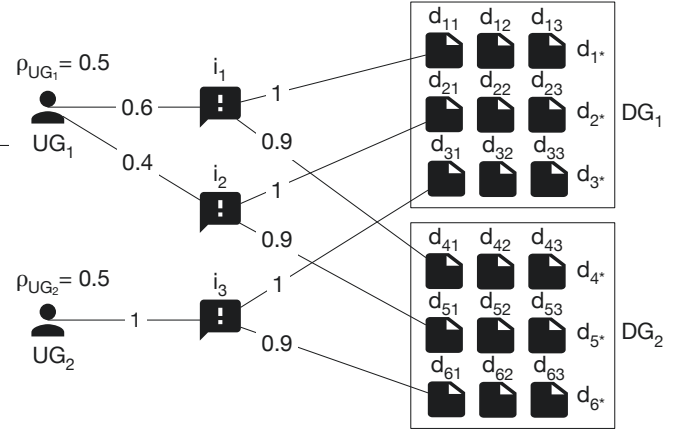 d₁₁ d₁₂ d₁₃
ρUG₁= 0.5 i₁ d₁*
1
0.6 d₂₁ d₂₂ d₂₃
UG₁ d₂* DG₁
0.9
0.4 d₃₁ d₃₂ d₃₃
i₂ 1 d₃*
0.9 d₄₁ d₄₂ d₄₃
ρUG₂= 0.5 i₃ 1 d₄*
d₅₁ d₅₂ d₅₃
1 d₅* DG₂
0.9
UG₂ d₆₁ d₆₂ d₆₃
d₆*